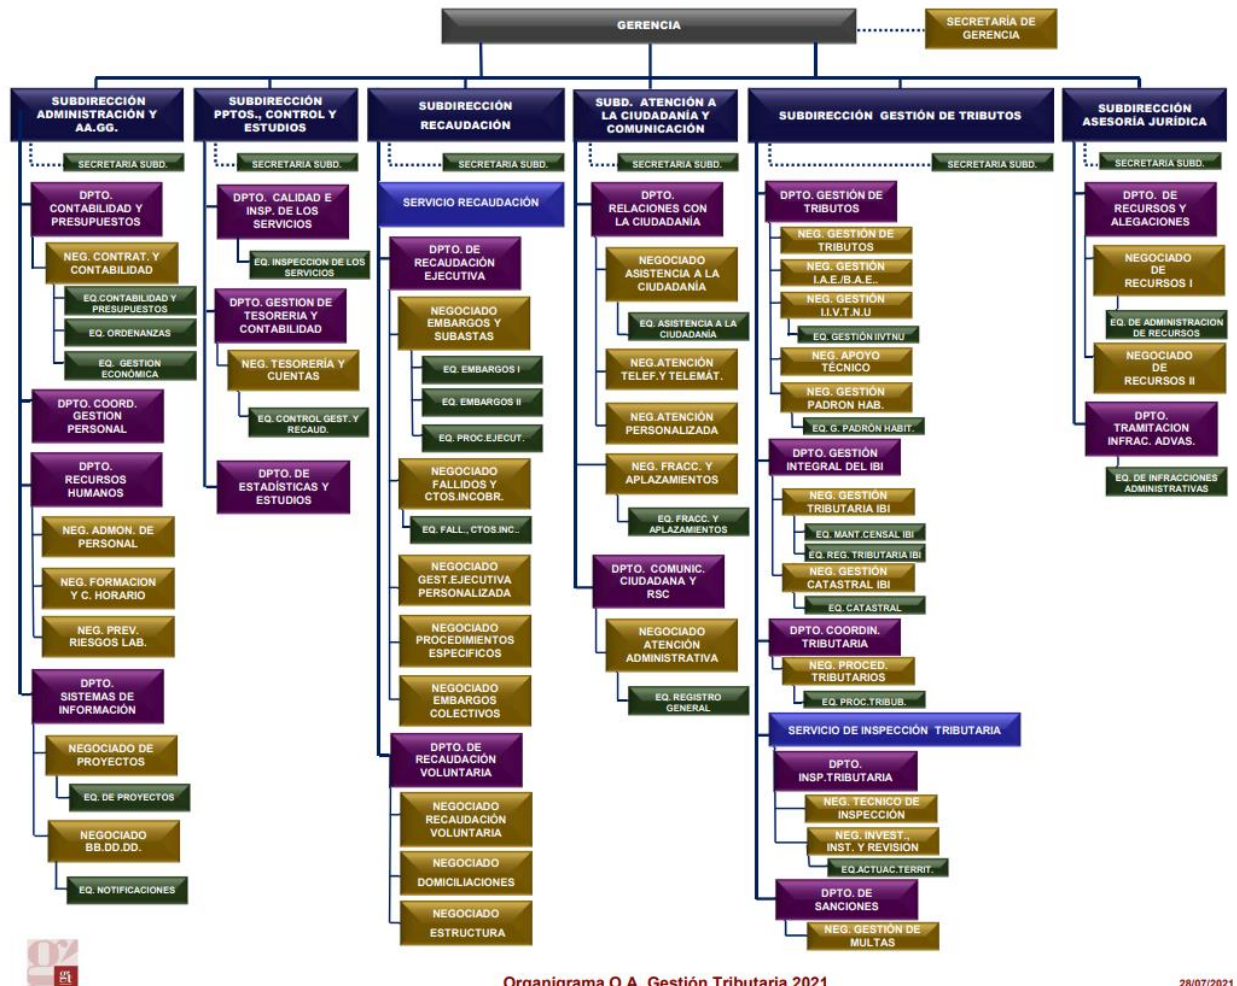 GERENCIA
SECRETARÍA DE
GERENCIA
SUBDIRECCIÓN
ADMINISTRACIÓN Y
AA.GG.
SECRETARIA SUBD.
DPTO.
CONTABILIDAD Y
PRESUPUESTOS
NEG. CONTRAT. Y
CONTABILIDAD
EQ.CONTABILIDAD Y
PRESUPUESTOS
EQ. ORDENANZAS
EQ. GESTION
ECONÓMICA
DPTO. COORD.
GESTION
PERSONAL
DPTO.
RECURSOS
HUMANOS
NEG. ADMON. DE
PERSONAL
NEG. FORMACION
Y C. HORARIO
NEG. PREV.
RIESGOS LAB.
DPTO.
SISTEMAS DE
INFORMACIÓN
NEGOCIADO DE
PROYECTOS
EQ. DE PROYECTOS
NEGOCIADO
BB.DD.DD.
EQ. NOTIFICACIONES
SUBDIRECCIÓN
PPTOS., CONTROL Y
ESTUDIOS
SECRETARIA SUBD.
DPTO. CALIDAD E
INSP. DE LOS
SERVICIOS
EQ. INSPECCION DE LOS
SERVICIOS
DPTO. GESTION DE
TESORERIA Y
CONTABILIDAD
NEG. TESORERÍA Y
CUENTAS
EQ. CONTROL GEST. Y
RECAUD.
DPTO. DE
ESTADÍSTICAS Y
ESTUDIOS
SUBDIRECCIÓN
RECAUDACIÓN
SECRETARIA SUBD.
SERVICIO RECAUDACIÓN
DPTO. DE
RECAUDACIÓN
EJECUTIVA
NEGOCIADO
EMBARGOS Y
SUBASTAS
EQ. EMBARGOS I
EQ. EMBARGOS II
EQ. PROC.EJECUT.
NEGOCIADO
FALLIDOS Y
CTOS.INCOBR.
EQ. FALL., CTOS.INC..
NEGOCIADO
GEST.EJECUTIVA
PERSONALIZADA
NEGOCIADO
PROCEDIMIENTOS
ESPECIFICOS
NEGOCIADO
EMBARGOS
COLECTIVOS
DPTO. DE
RECAUDACIÓN
VOLUNTARIA
NEGOCIADO
RECAUDACIÓN
VOLUNTARIA
NEGOCIADO
DOMICILIACIONES
NEGOCIADO
ESTRUCTURA
SUBD. ATENCIÓN A
LA CIUDADANÍA Y
COMUNICACIÓN
SECRETARIA SUBD.
DPTO.
RELACIONES CON
LA CIUDADANÍA
NEGOCIADO
ASISTENCIA A LA
CIUDADANÍA
EQ. ASISTENCIA A LA
CIUDADANÍA
NEG.ATENCIÓN
TELEF.Y TELEMÁT.
NEG.ATENCIÓN
PERSONALIZADA
NEG. FRACC. Y
APLAZAMIENTOS
EQ. FRACC. Y
APLAZAMIENTOS
DPTO. COMUNIC.
CIUDADANA Y
RSC
NEGOCIADO
ATENCIÓN
ADMINISTRATIVA
EQ. REGISTRO
GENERAL
SUBDIRECCIÓN GESTIÓN DE TRIBUTOS
SECRETARIA SUBD.
DPTO. GESTIÓN DE
TRIBUTOS
NEG. GESTIÓN DE
TRIBUTOS
NEG. GESTIÓN
I.A.E./B.A.E..
NEG. GESTIÓN
I.I.V.T.N.U
EQ. GESTIÓN IIVTNU
NEG. APOYO
TÉCNICO
NEG. GESTIÓN
PADRON HAB.
EQ. G. PADRÓN HABIT.
DPTO. GESTIÓN
INTEGRAL DEL IBI
NEG. GESTIÓN
TRIBUTARIA IBI
EQ. MANT.CENSAL IBI
EQ. REG. TRIBUTARIA IBI
NEG. GESTIÓN
CATASTRAL IBI
EQ. CATASTRAL
DPTO. COORDIN.
TRIBUTARIA
NEG. PROCED.
TRIBUTARIOS
EQ. PROC.TRIBUB.
SERVICIO DE INSPECCIÓN TRIBUTARIA
DPTO.
INSP.TRIBUTARIA
NEG. TECNICO DE
INSPECCIÓN
NEG. INVEST.,
INST. Y REVISIÓN
EQ.ACTUAC.TERRIT.
DPTO. DE
SANCIONES
NEG. GESTIÓN DE
MULTAS
SUBDIRECCIÓN
ASESORÍA JURÍDICA
SECRETARIA SUBD.
DPTO. DE
RECURSOS Y
ALEGACIONES
NEGOCIADO
DE
RECURSOS I
EQ. DE ADMINISTRACION
DE RECURSOS
NEGOCIADO
DE
RECURSOS II
DPTO.
TRAMITACION
INFRAC. ADVAS.
EQ. DE INFRACCIONES
ADMINISTRATIVAS
gt
Organigrama O.A. Gestión Tributaria 2021
28/07/2021